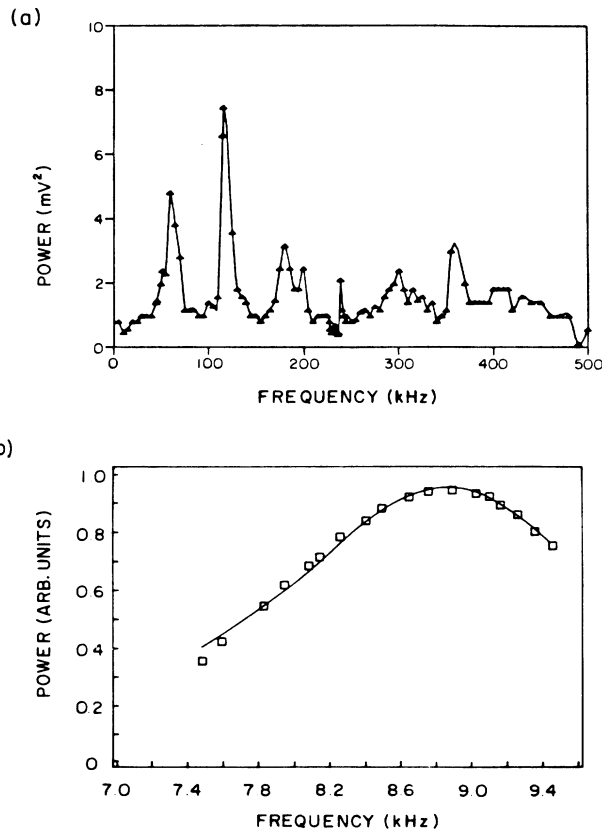 (a)
10
8
6
4
2
0
POWER (mV²)
0 100 200 300 400 500
FREQUENCY (kHz)
b)
1 0
0 8
0 6
0 4
0 2
0
POWER (ARB. UNITS)
7 0 7.4 7.8 8.2 8 6 9.0 9 4
FREQUENCY (kHz)